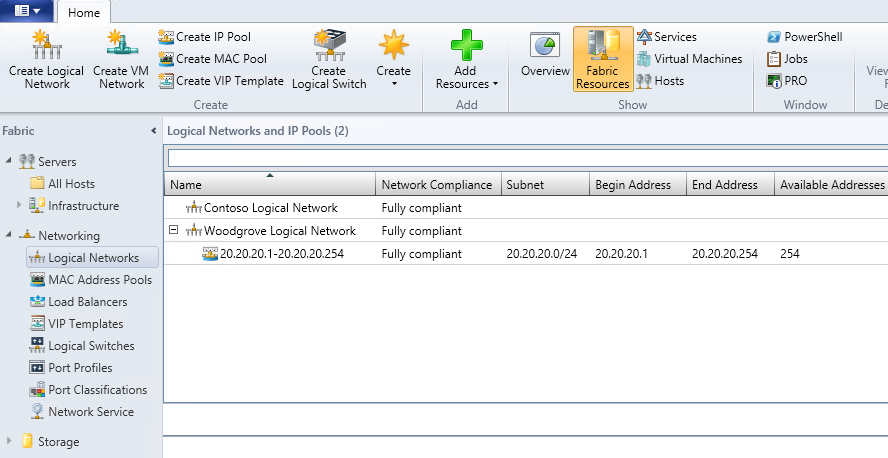 Home
Create Logical Network
Create VM Network
Create IP Pool
Create MAC Pool
Create VIP Template
Create Logical Switch
Create
Create
Add Resources
Add
Overview
Fabric Resources
Services
Virtual Machines
Hosts
Show
PowerShell
Jobs
PRO
Window
Fabric
Servers
All Hosts
Infrastructure
Networking
Logical Networks
MAC Address Pools
Load Balancers
VIP Templates
Logical Switches
Port Profiles
Port Classifications
Network Service
Storage
Logical Networks and IP Pools (2)
Name Network Compliance Subnet Begin Address End Address Available Addresses
Contoso Logical Network Fully compliant
Woodgrove Logical Network Fully compliant
20.20.20.1-20.20.20.254 Fully compliant 20.20.20.0/24 20.20.20.1 20.20.20.254 254